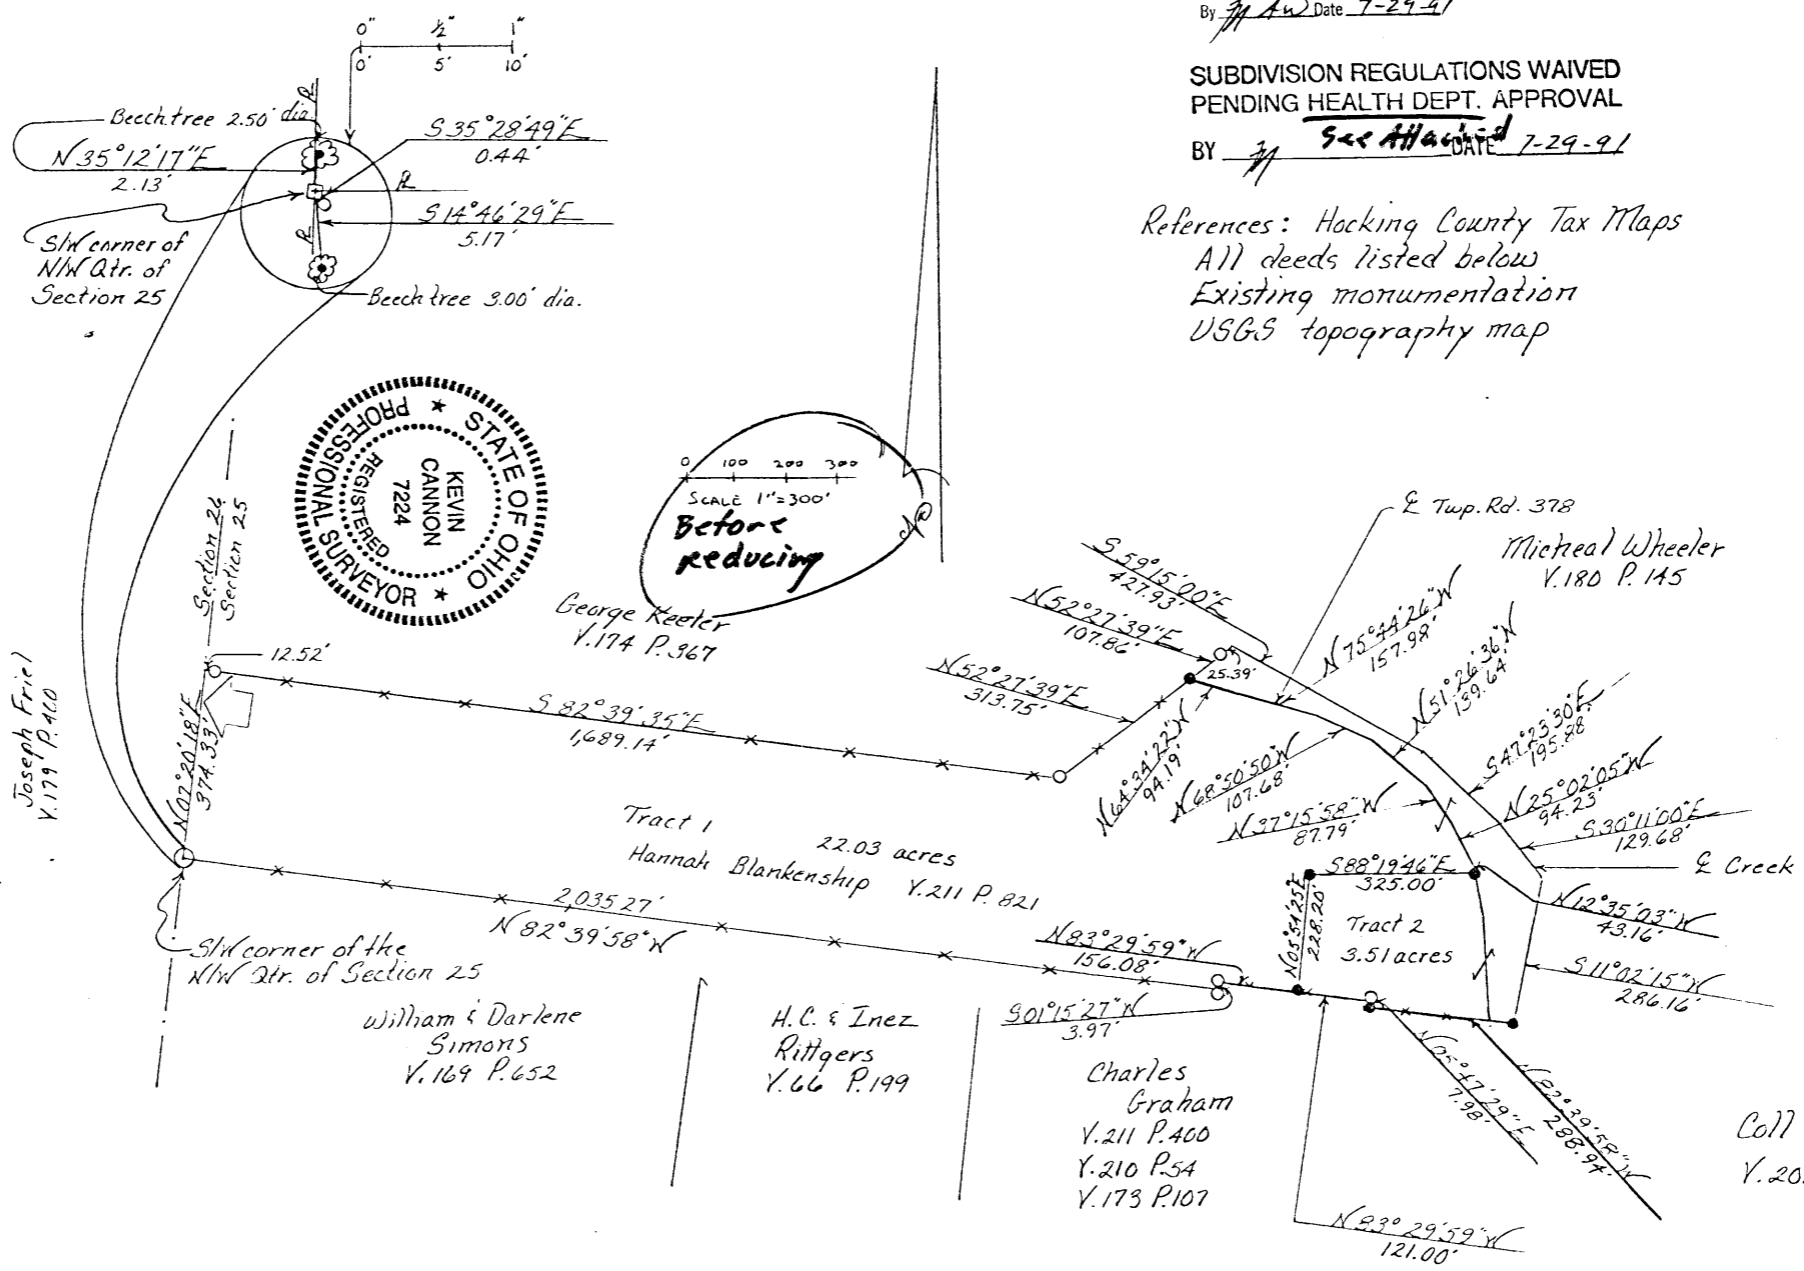 0" ½" 1"
0' 5' 10'
Beech tree 2.50' dia.
N 35° 12' 17" E
2.13'
S 35° 28' 49" E
0.44'
S 14° 46' 29" E
5.17'
S/W corner of
N/W Qtr. of
Section 25
Beech tree 3.00' dia.
By Date 7-29-91
SUBDIVISION REGULATIONS WAIVED
PENDING HEALTH DEPT. APPROVAL
See Attached
BY DATE 7-29-91
References: Hocking County Tax Maps
All deeds listed below
Existing monumentation
USGS topography map
STATE OF OHIO
PROFESSIONAL SURVEYOR
REGISTERED
KEVIN
CANNON
7224
0 100 200 300
SCALE 1"=300'
Before
reducing
Section 26
Section 25
George Keeter
V.174 P.367
Joseph Friel
V.179 P.460
N 07° 20' 18" E
374.33'
12.52'
S 82° 39' 35" E
1,689.14'
N 52° 27' 39" E
313.75'
N 52° 27' 39" E
107.86'
S 59° 15' 00" E
427.93'
25.39'
℄ Twp. Rd. 378
Micheal Wheeler
V.180 P.145
N 75° 44' 26" W
157.98'
N 51° 26' 36" W
139.64'
S 47° 23' 30" E
195.88'
N 64° 34' 22" W
94.19'
N 68° 50' 50" W
107.68'
N 37° 15' 58" W
87.79'
N 25° 02' 05" W
94.23'
S 30° 11' 00" E
129.68'
℄ Creek
Tract 1
22.03 acres
Hannah Blankenship V.211 P.821
S 88° 19' 46" E
325.00'
N 05° 54' 25" E
228.20'
Tract 2
3.51 acres
N 12° 35' 03" W
43.16'
S 11° 02' 15" W
286.16'
2,035.27'
N 82° 39' 58" W
N 83° 29' 59" W
156.08'
S 01° 15' 27" W
3.97'
S/W corner of the
N/W Qtr. of Section 25
William & Darlene
Simons
V.169 P.652
H.C. & Inez
Rittgers
V.66 P.199
Charles
Graham
V.211 P.400
V.210 P.54
V.173 P.107
N 05° 47' 29" E
7.98'
N 82° 39' 58" W
288.94'
N 83° 29' 59" W
121.00'
Coll
V.20